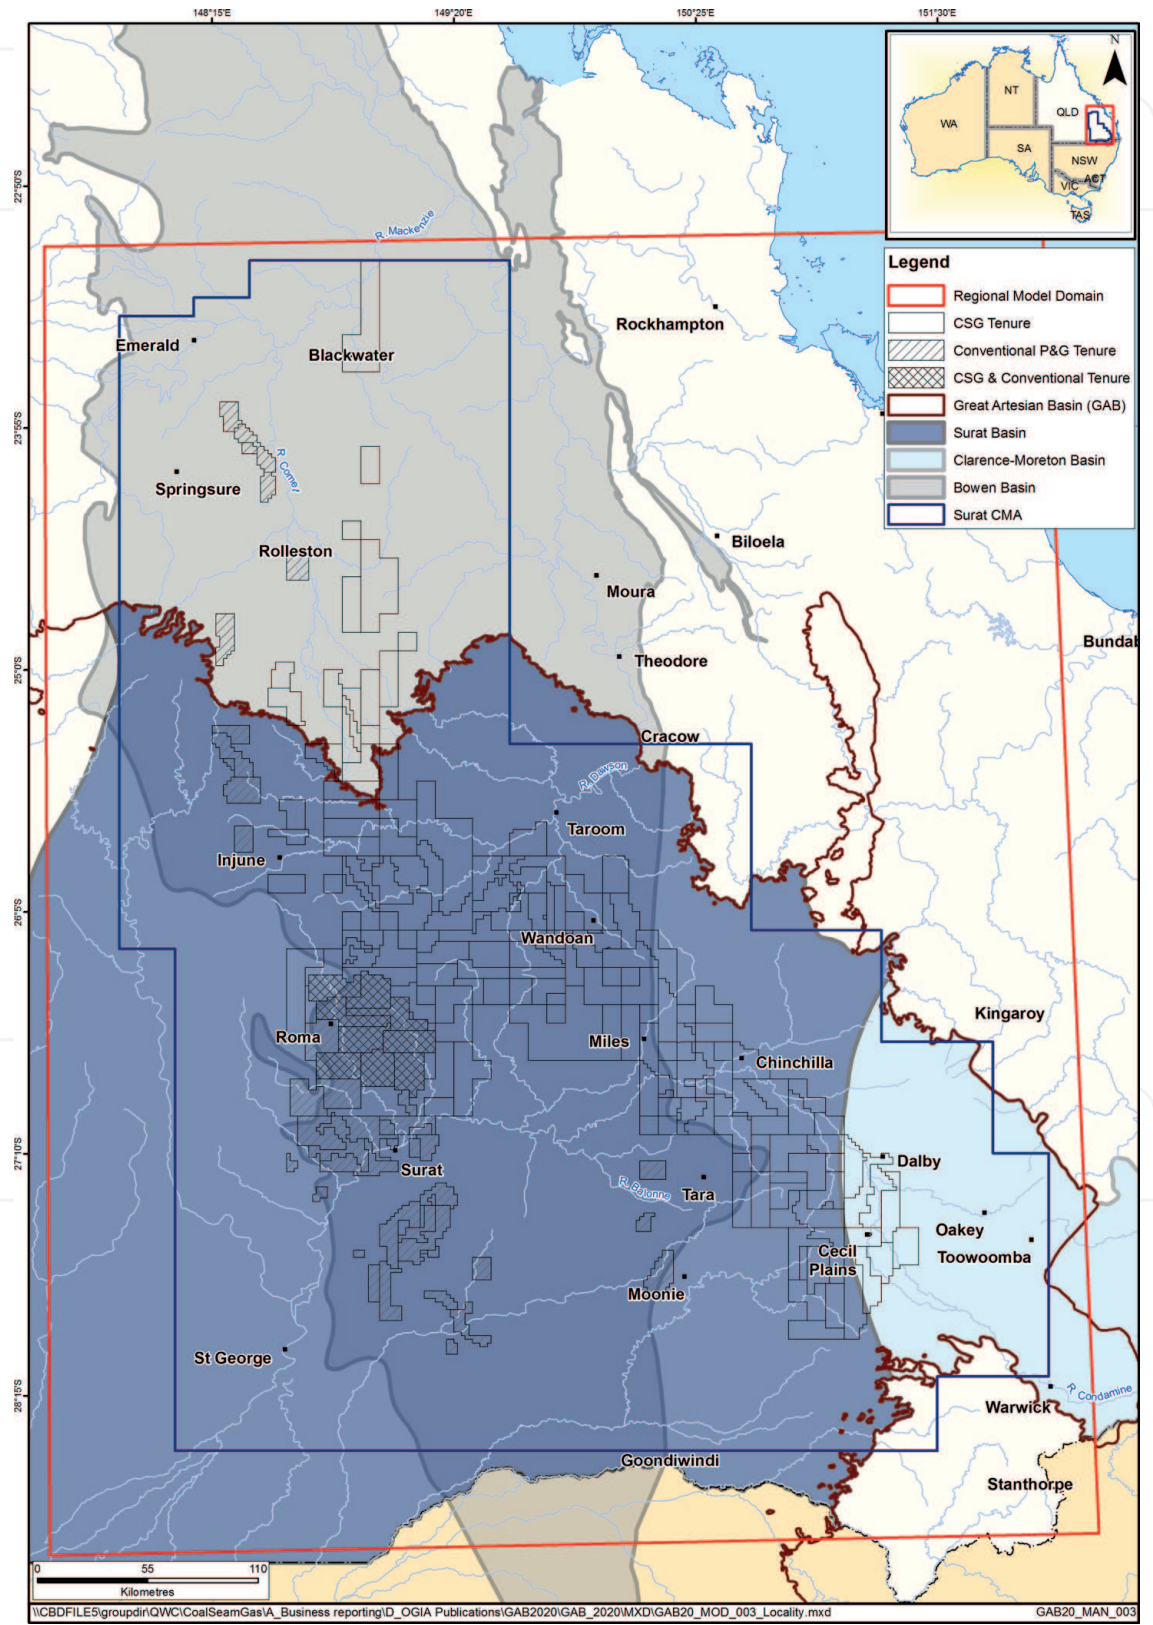 148°15'E
149°20'E
150°25'E
151°30'E
22°50'S
23°55'S
25°0'S
26°5'S
27°10'S
28°15'S
N
NT
QLD
WA
SA
NSW
ACT
VIC
TAS
Legend
Regional Model Domain
CSG Tenure
Conventional P&G Tenure
CSG & Conventional Tenure
Great Artesian Basin (GAB)
Surat Basin
Clarence-Moreton Basin
Bowen Basin
Surat CMA
R. Mackenzie
Rockhampton
Emerald
Blackwater
R. Comet
Springsure
Rolleston
Biloela
Moura
Theodore
Bundab
Cracow
R. Dawson
Taroom
Injune
Wandoan
Kingaroy
Roma
Miles
Chinchilla
Surat
Dalby
R. Balonne
Tara
Oakey
Cecil
Plains
Toowoomba
Moonie
St George
R. Condamine
Warwick
Goondiwindi
Stanthorpe
0 55 110
Kilometres
\\CBDFILE5\groupdir\QWC\CoalSeamGas\A_Business reporting\D_OGIA Publications\GAB2020\GAB_2020\MXD\GAB20_MOD_003_Locality.mxd
GAB20_MAN_003